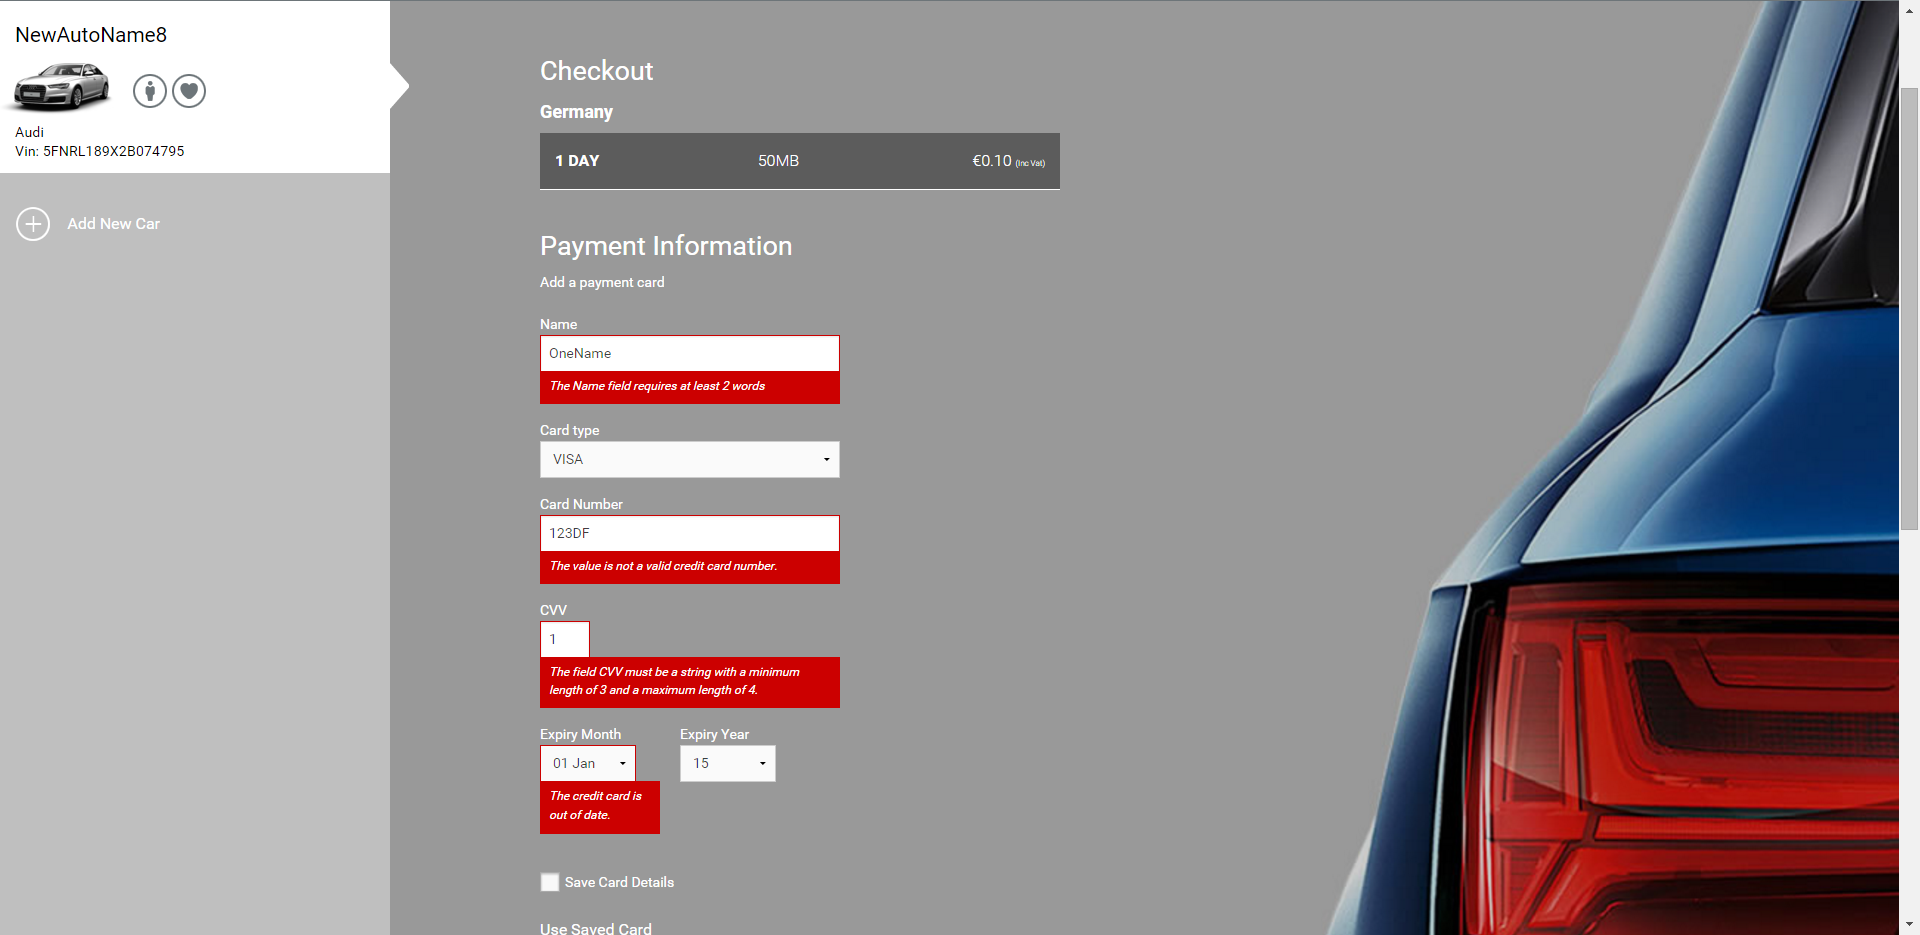 NewAutoName8
Audi
Vin: 5FNRL189X2B074795
Add New Car
Checkout
Germany
1 DAY 50MB €0.10 (Inc Vat)
Payment Information
Add a payment card
Name
OneName
The Name field requires at least 2 words
Card type
VISA
Card Number
123DF
The value is not a valid credit card number.
CVV
1
The field CVV must be a string with a minimum
length of 3 and a maximum length of 4.
Expiry Month Expiry Year
01 Jan 15
The credit card is
out of date.
Save Card Details
Use Saved Card